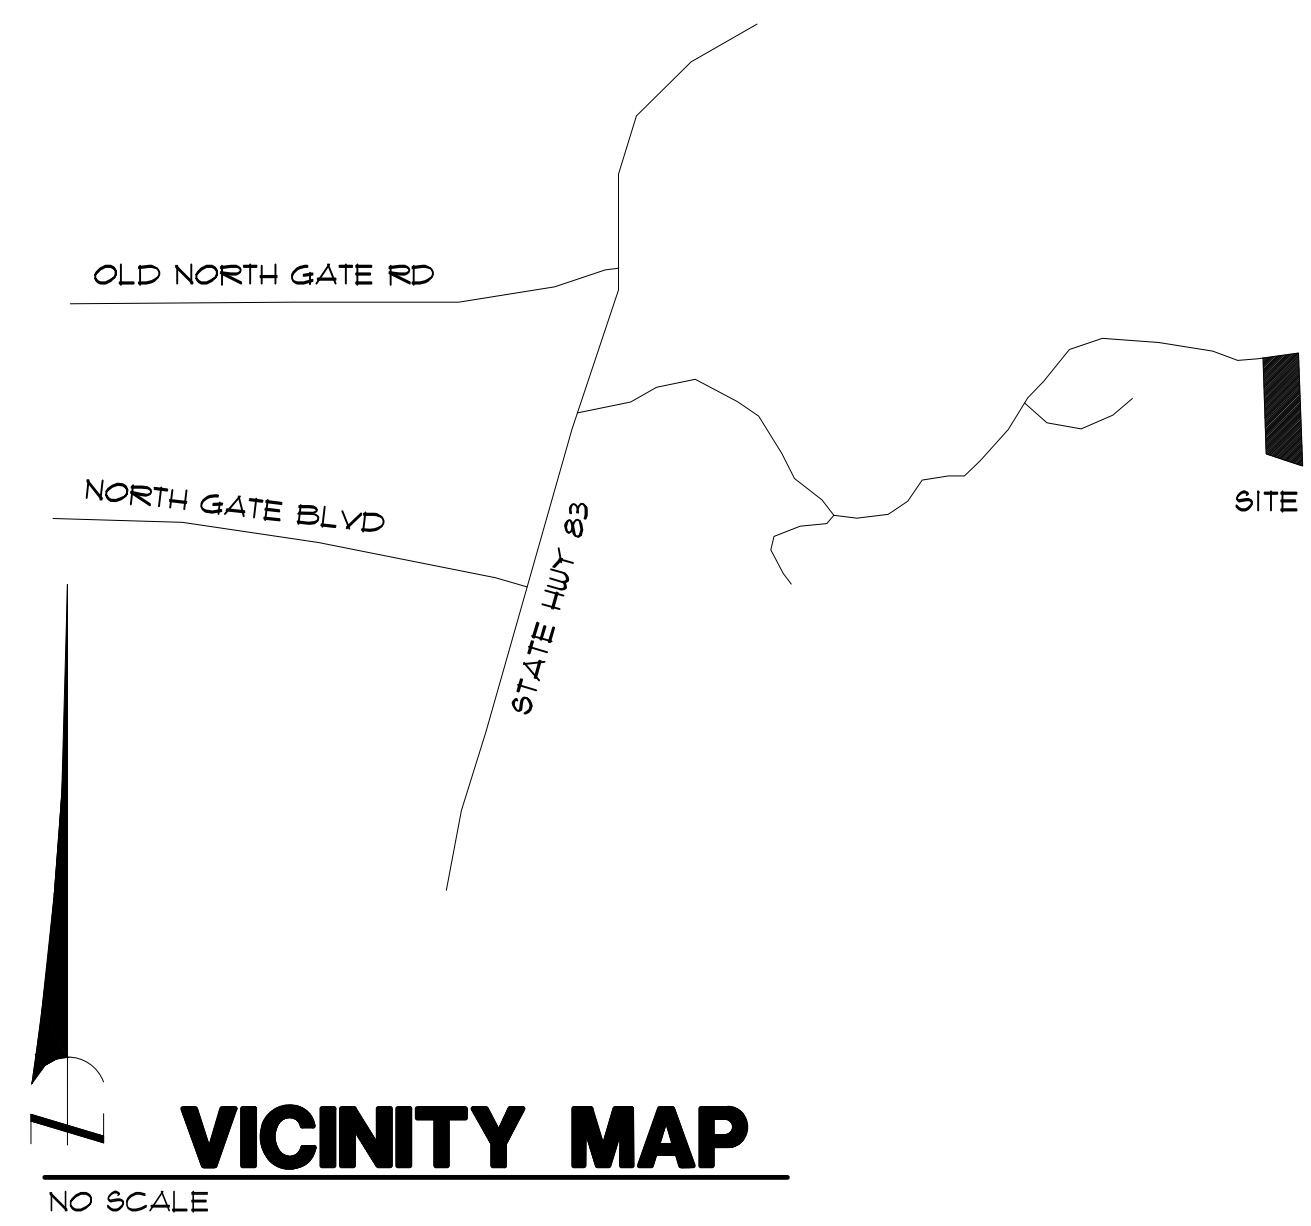 OLD NORTH GATE RD
NORTH GATE BLVD
STATE HWY 83
SITE
N
VICINITY MAP
NO SCALE